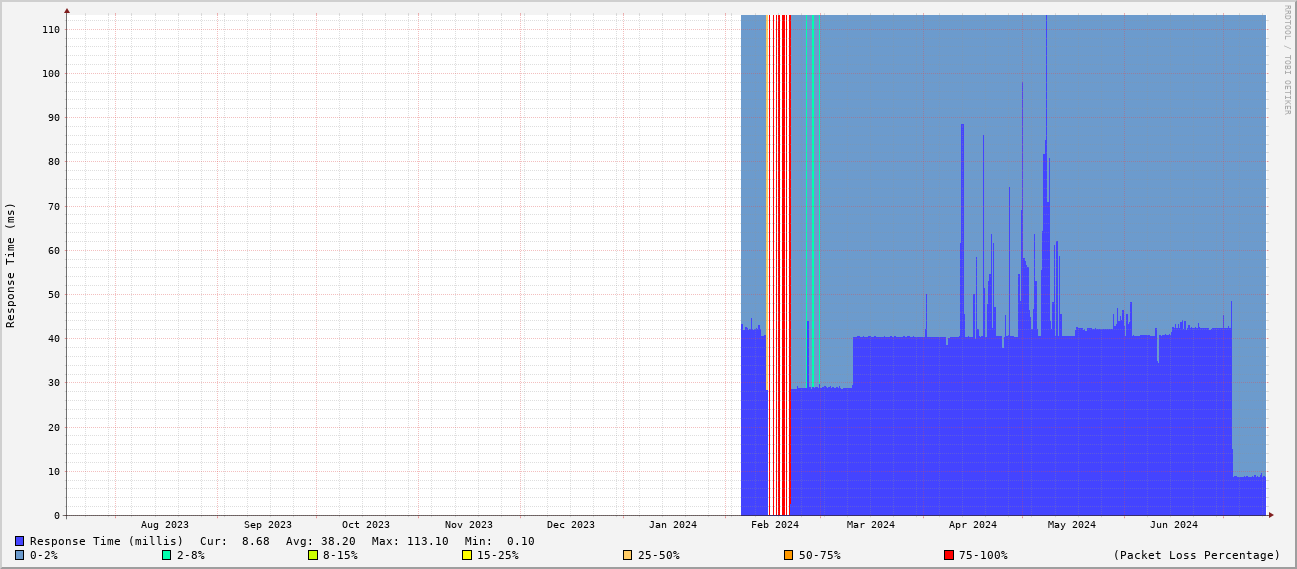 RRDTOOL / TOBI OETIKER
Response Time (ms)
110
100
90
80
70
60
50
40
30
20
10
0
Aug 2023 Sep 2023 Oct 2023 Nov 2023 Dec 2023 Jan 2024 Feb 2024 Mar 2024 Apr 2024 May 2024 Jun 2024
Response Time (millis) Cur: 8.68 Avg: 38.20 Max: 113.10 Min: 0.10
0-2% 2-8% 8-15% 15-25% 25-50% 50-75% 75-100% (Packet Loss Percentage)